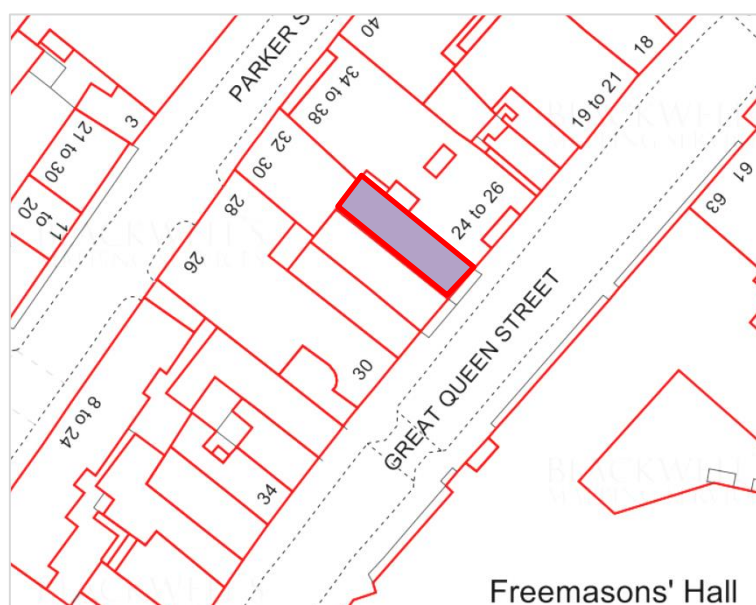 PARKER S
40
18
34 to 38
19 to 21
3
32
30
21 to 30
61
63
28
24 to 26
11
to
20
26
GREAT QUEEN STREET
30
8 to 24
34
Freemasons' Hall